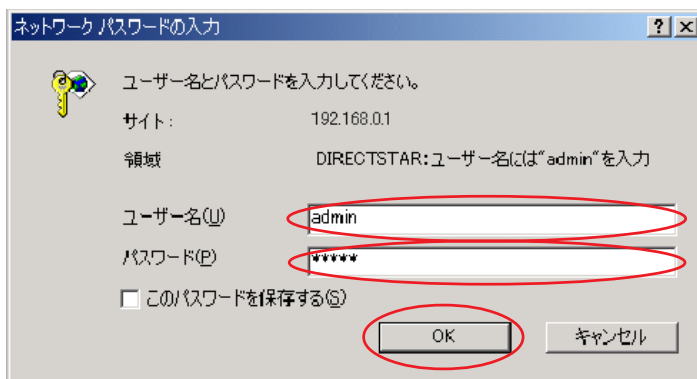 ネットワーク パスワードの入力
ユーザー名とパスワードを入力してください。
サイト: 192.168.0.1
領域 DIRECTSTAR:ユーザー名には"admin"を入力
ユーザー名(U) admin
パスワード(P) *****
このパスワードを保存する(S)
OK キャンセル